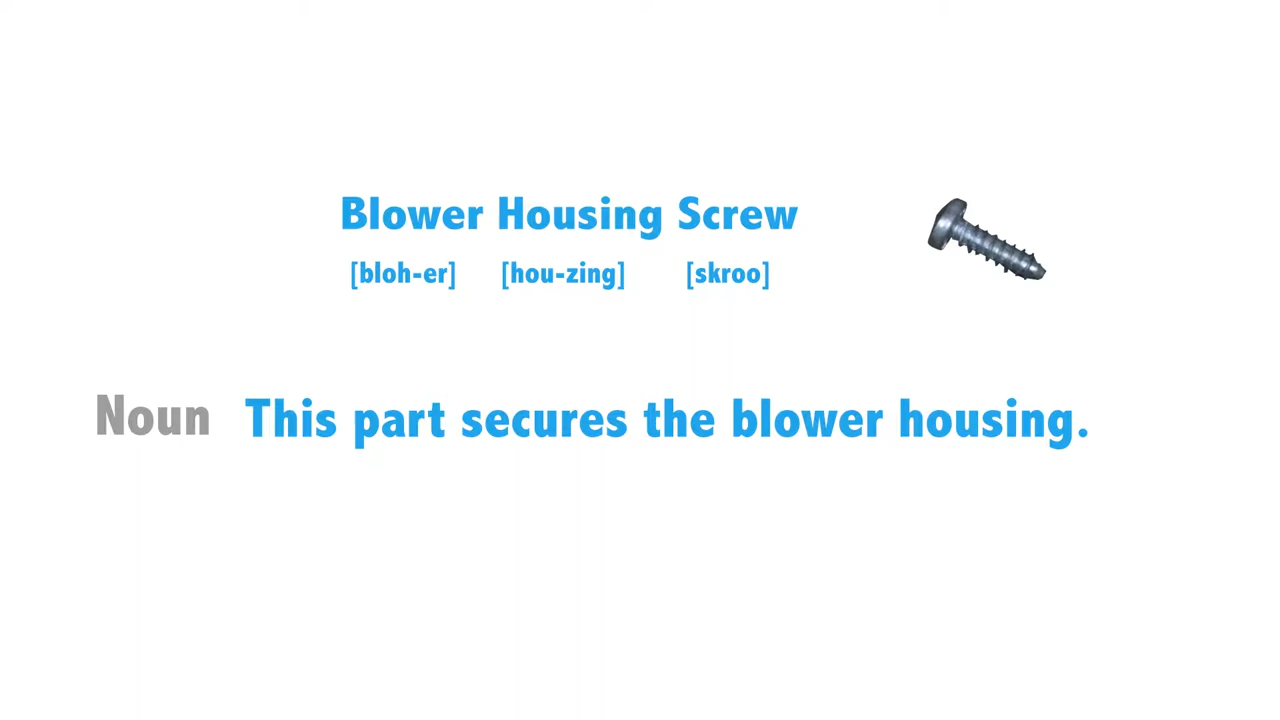 Blower Housing Screw
[bloh-er] [hou-zing] [skroo]
Noun This part secures the blower housing.